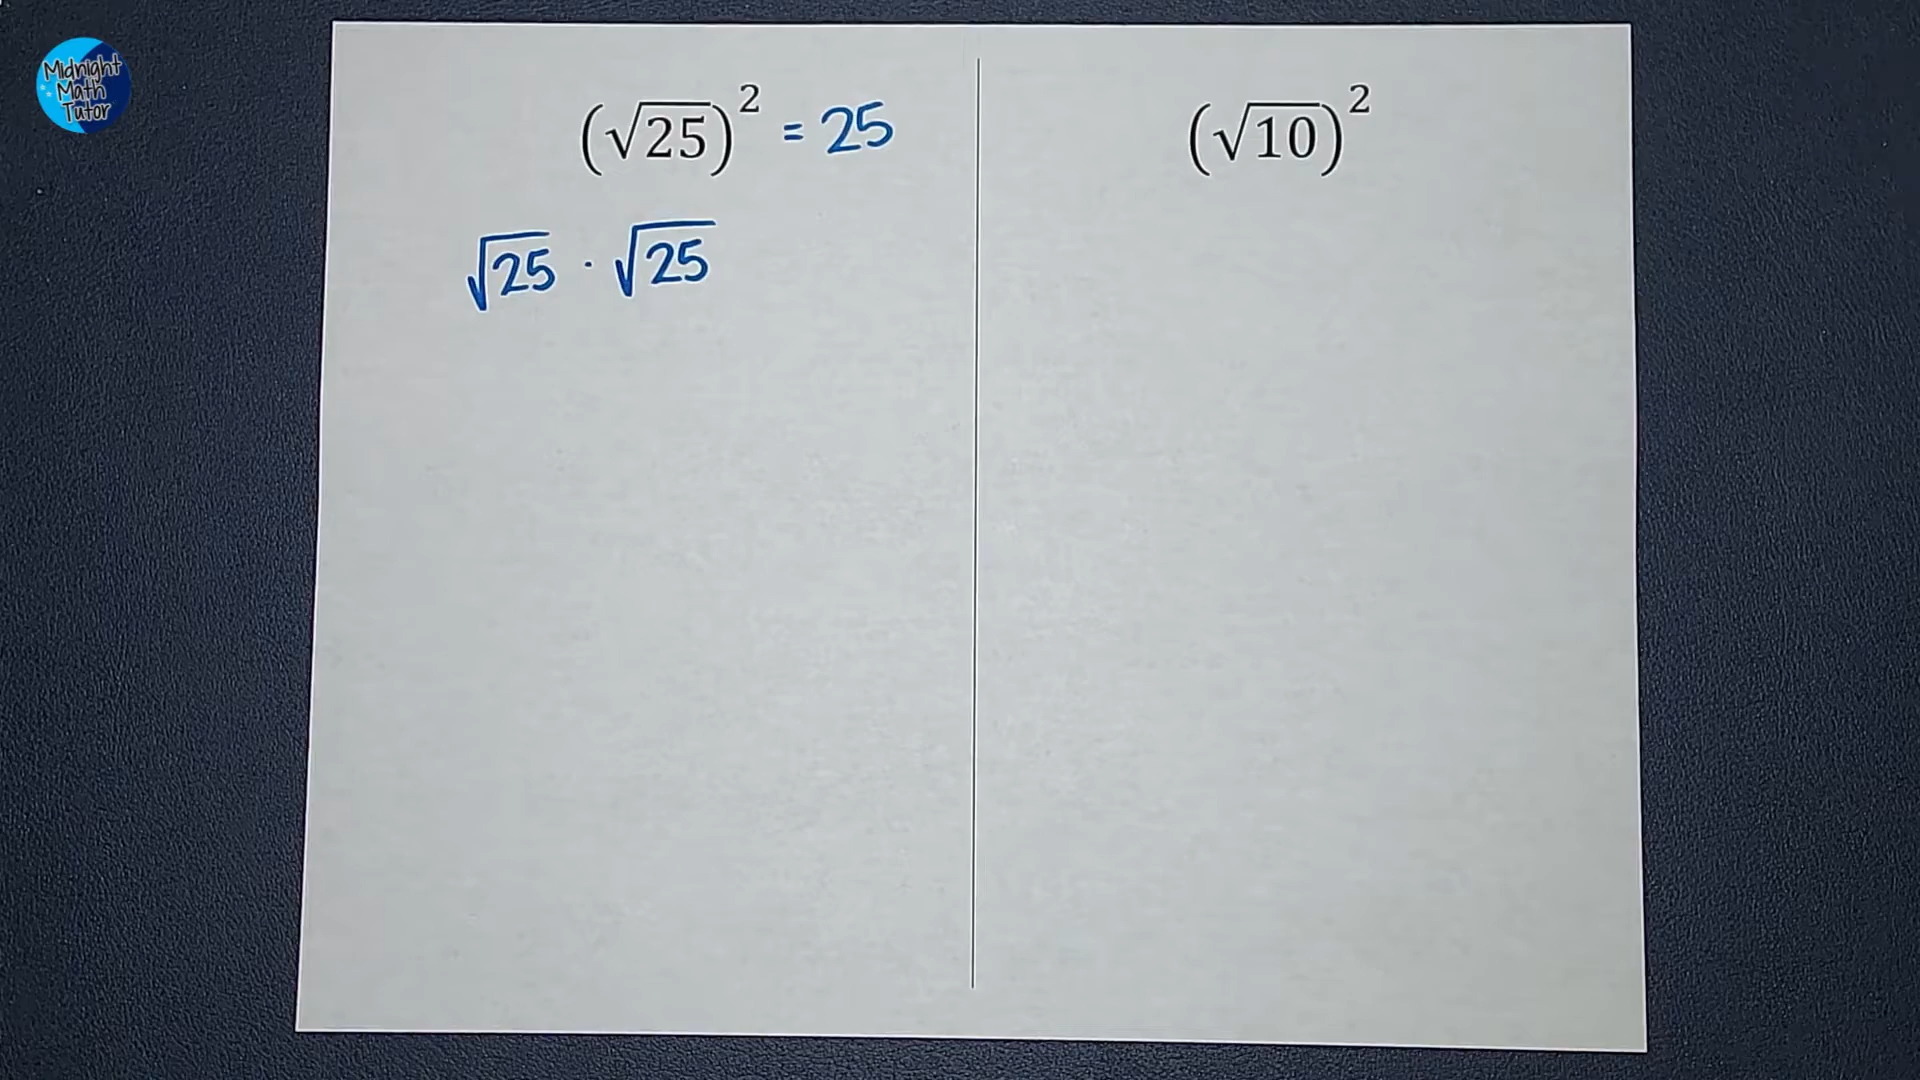 Midnight
Math
Tutor
(√25)² = 25
√25 · √25
(√10)²